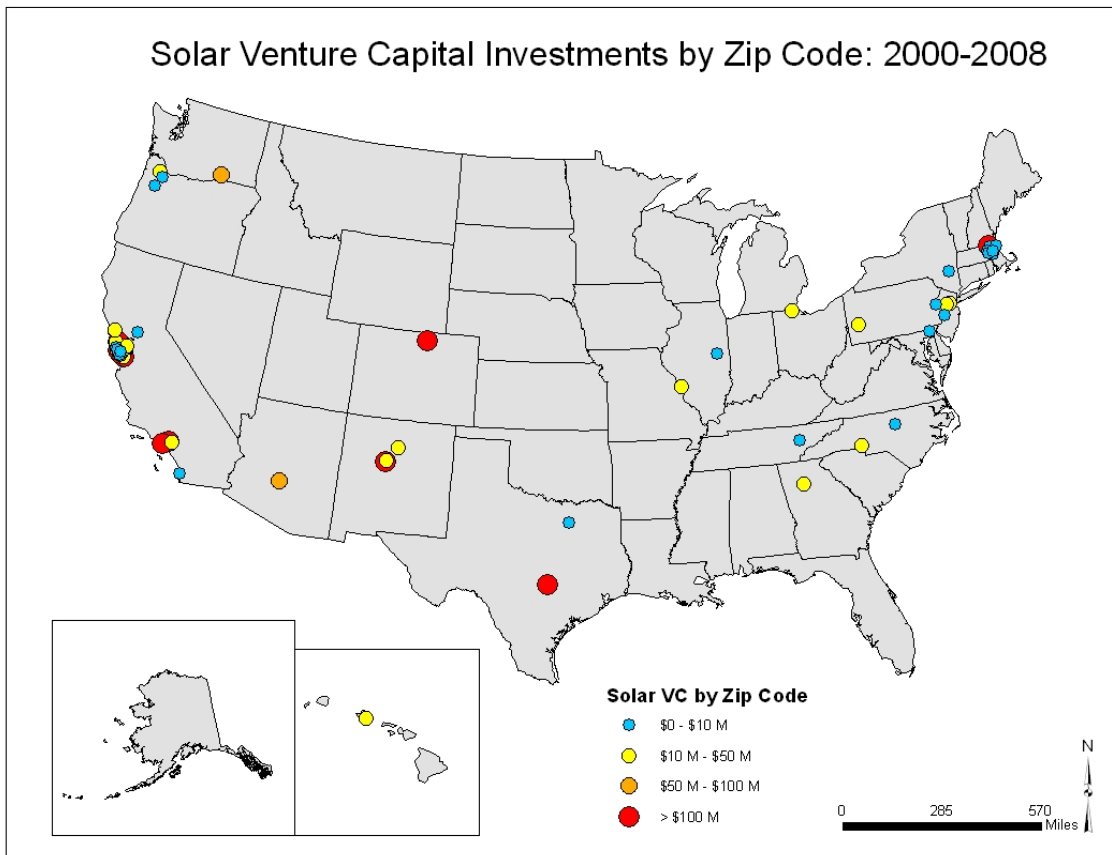 Solar Venture Capital Investments by Zip Code: 2000-2008
Solar VC by Zip Code
$0 - $10 M
$10 M - $50 M
$50 M - $100 M
> $100 M
N
0 285 570
Miles